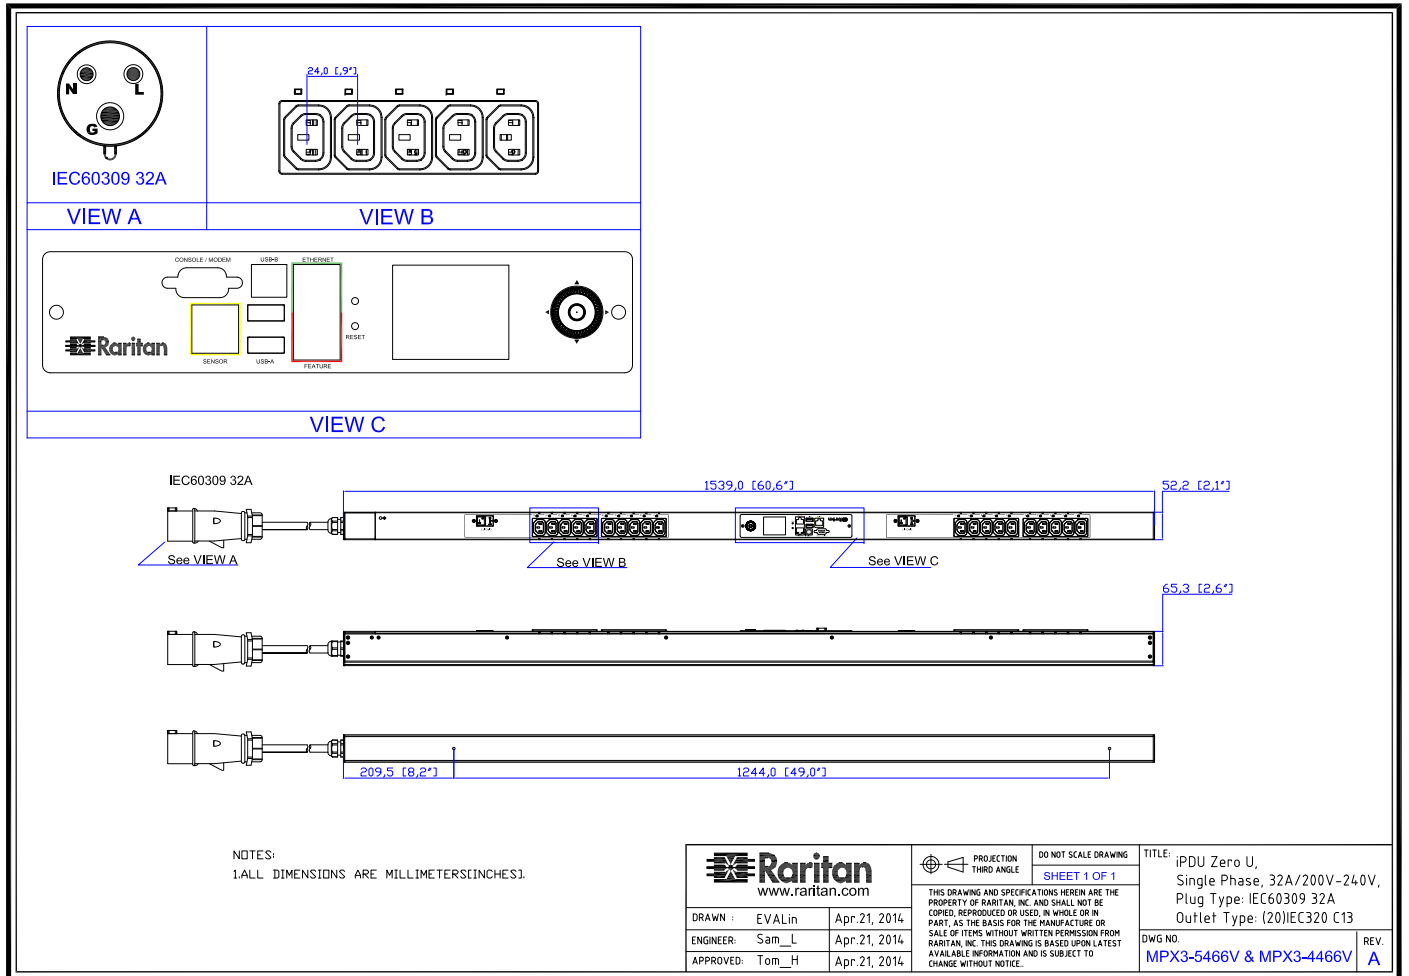 N
L
G
IEC60309 32A
VIEW A
24,0 [,9"]
VIEW B
CONSOLE / MODEM
USB-B
ETHERNET
Raritan
SENSOR
USB-A
FEATURE
RESET
VIEW C
IEC60309 32A
1539,0 [60,6"]
52,2 [2,1"]
See VIEW A
See VIEW B
See VIEW C
65,3 [2,6"]
209,5 [8,2"]
1244,0 [49,0"]
NOTES:
1.ALL DIMENSIONS ARE MILLIMETERS[INCHES].
Raritan
www.raritan.com
DRAWN : EVALin Apr.21, 2014
ENGINEER: Sam_L Apr.21, 2014
APPROVED: Tom_H Apr.21, 2014
PROJECTION
THIRD ANGLE
DO NOT SCALE DRAWING
SHEET 1 OF 1
THIS DRAWING AND SPECIFICATIONS HEREIN ARE THE
PROPERTY OF RARITAN, INC. AND SHALL NOT BE
COPIED, REPRODUCED OR USED, IN WHOLE OR IN
PART, AS THE BASIS FOR THE MANUFACTURE OR
SALE OF ITEMS WITHOUT WRITTEN PERMISSION FROM
RARITAN, INC. THIS DRAWING IS BASED UPON LATEST
AVAILABLE INFORMATION AND IS SUBJECT TO
CHANGE WITHOUT NOTICE..
TITLE: iPDU Zero U,
Single Phase, 32A/200V-240V,
Plug Type: IEC60309 32A
Outlet Type: (20)IEC320 C13
DWG NO.
MPX3-5466V & MPX3-4466V
REV.
A